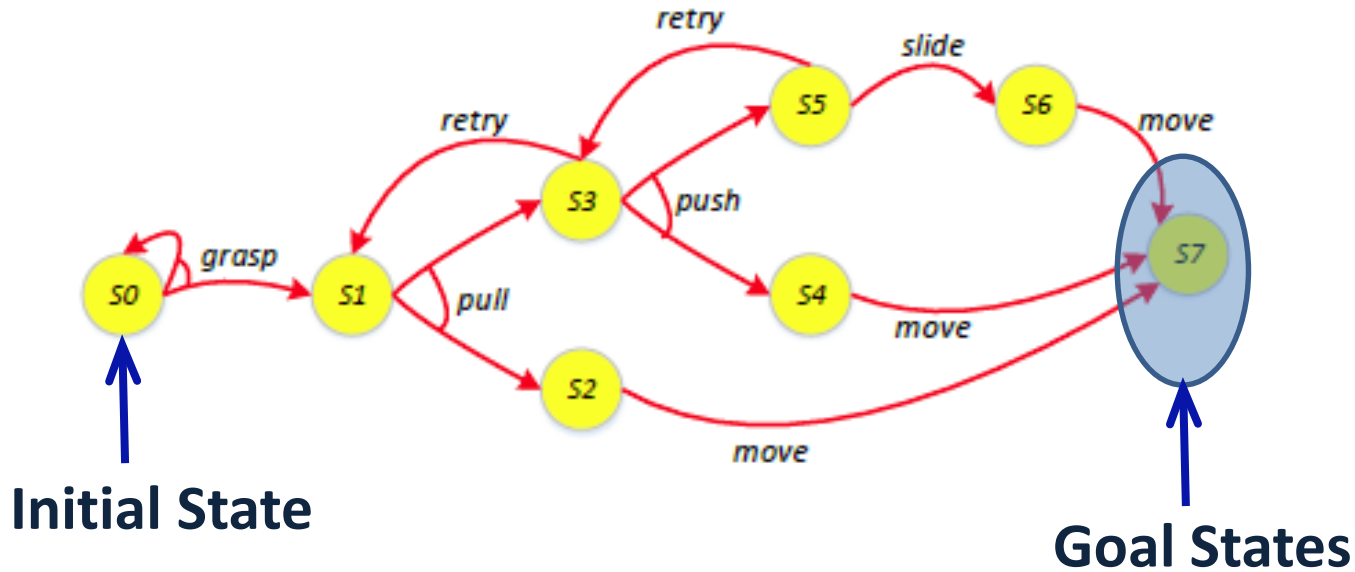 retry
slide
S5
S6
retry
move
S3
push
grasp
S7
S0
S1
pull
S4
move
S2
move
Initial State
Goal States